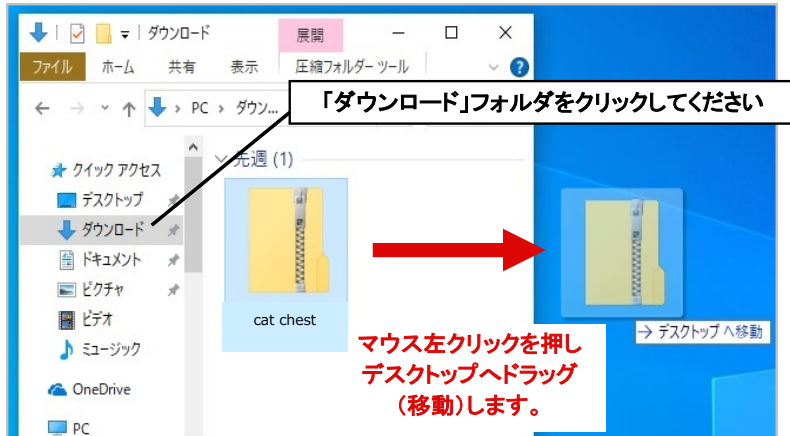 ダウンロード
展開
ファイル ホーム 共有 表示 圧縮フォルダー ツール
PC › ダウン...
「ダウンロード」フォルダをクリックしてください
先週 (1)
クイック アクセス
デスクトップ
ダウンロード
ドキュメント
ピクチャ
ビデオ
ミュージック
OneDrive
PC
cat chest
マウス左クリックを押し
デスクトップへドラッグ
(移動)します。
→ デスクトップ へ移動